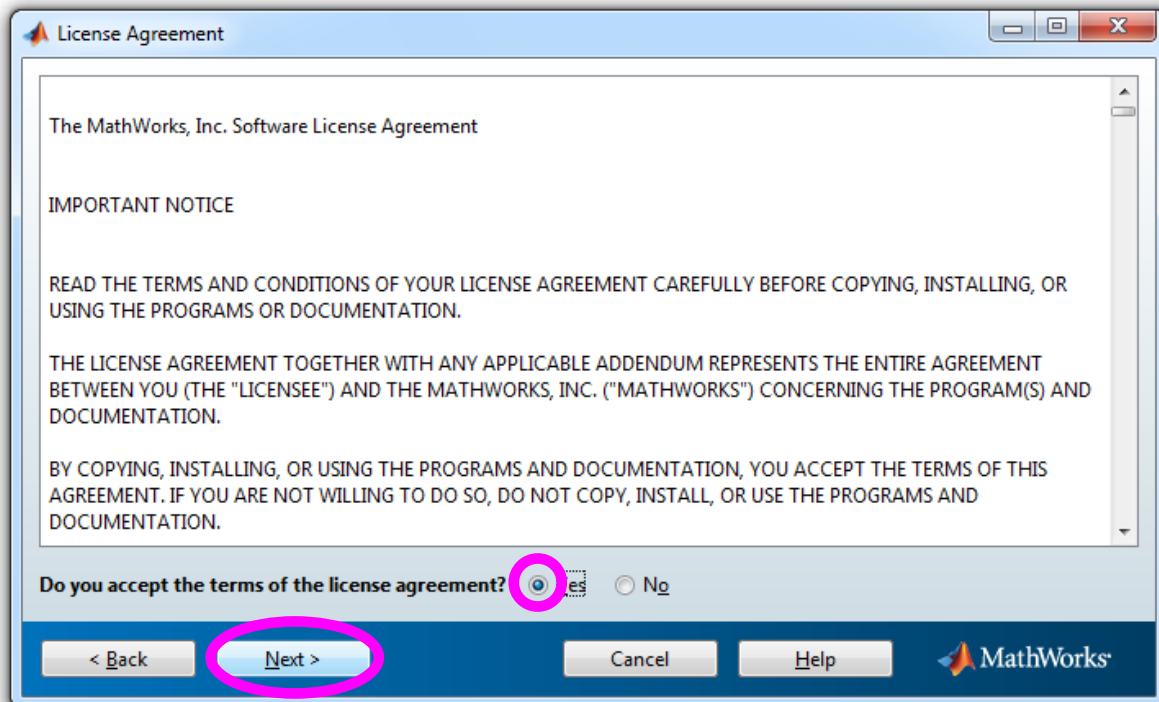 License Agreement
The MathWorks, Inc. Software License Agreement
IMPORTANT NOTICE
READ THE TERMS AND CONDITIONS OF YOUR LICENSE AGREEMENT CAREFULLY BEFORE COPYING, INSTALLING, OR
USING THE PROGRAMS OR DOCUMENTATION.
THE LICENSE AGREEMENT TOGETHER WITH ANY APPLICABLE ADDENDUM REPRESENTS THE ENTIRE AGREEMENT
BETWEEN YOU (THE "LICENSEE") AND THE MATHWORKS, INC. ("MATHWORKS") CONCERNING THE PROGRAM(S) AND
DOCUMENTATION.
BY COPYING, INSTALLING, OR USING THE PROGRAMS AND DOCUMENTATION, YOU ACCEPT THE TERMS OF THIS
AGREEMENT. IF YOU ARE NOT WILLING TO DO SO, DO NOT COPY, INSTALL, OR USE THE PROGRAMS AND
DOCUMENTATION.
Do you accept the terms of the license agreement? Yes No
< Back Next > Cancel Help MathWorks®